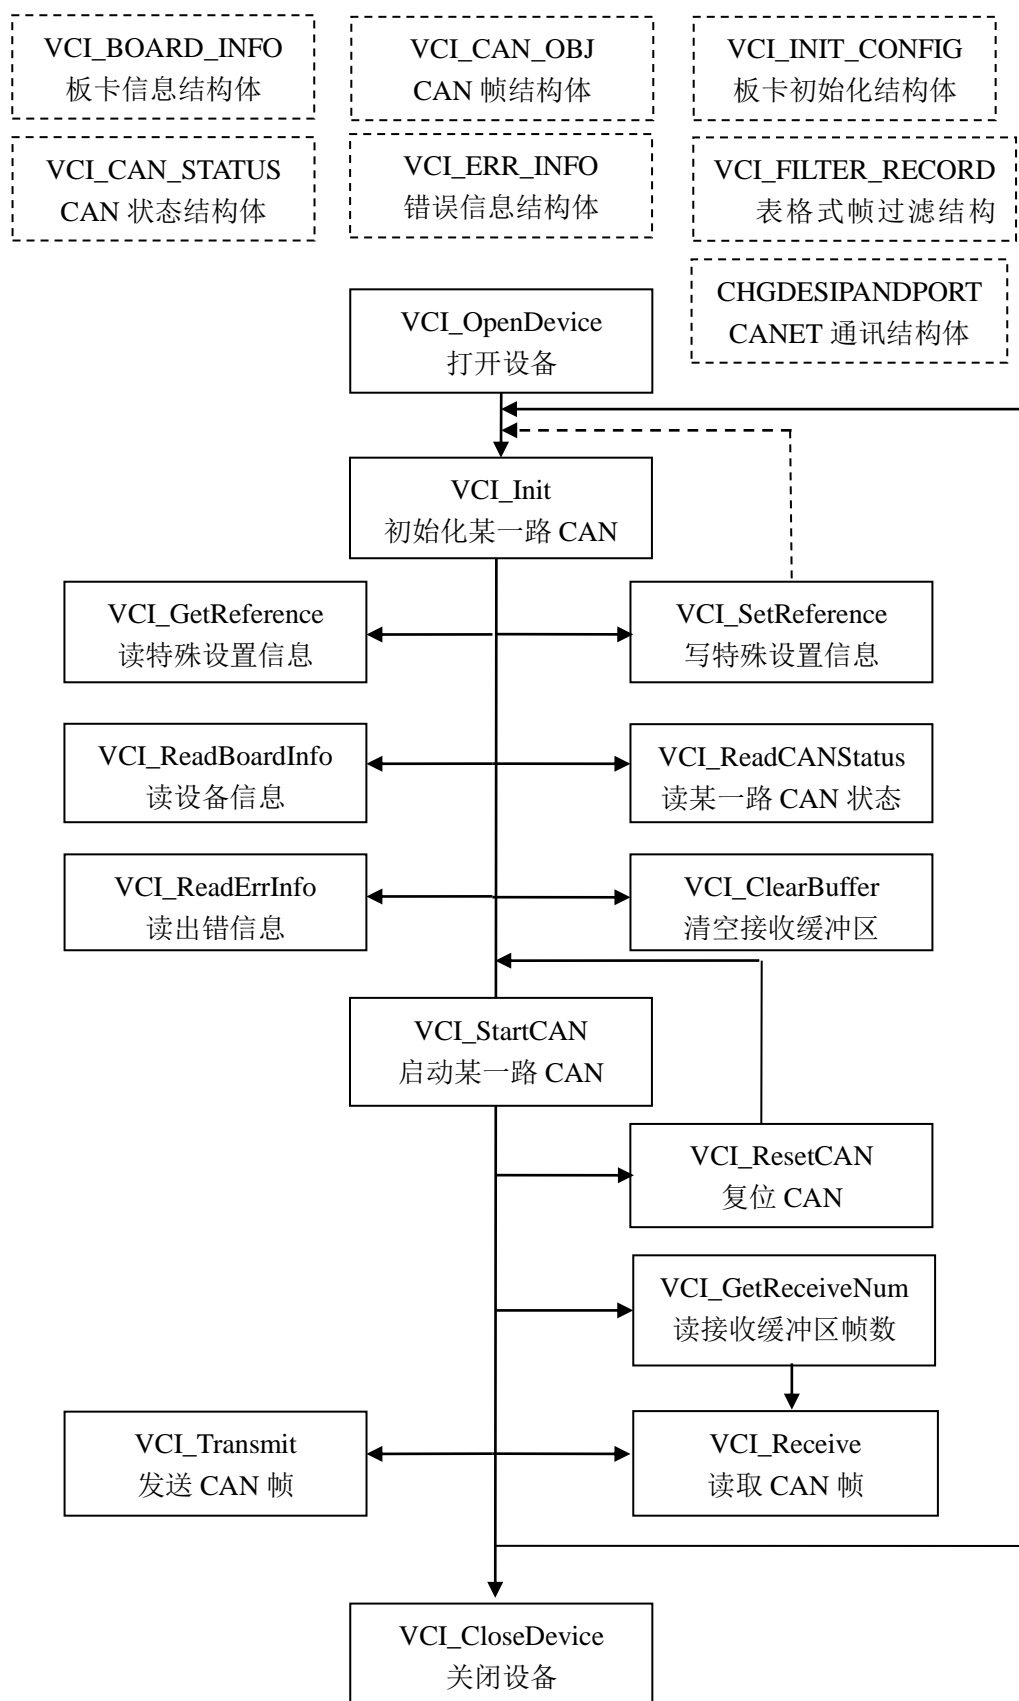 VCI_BOARD_INFO
板卡信息结构体
VCI_CAN_OBJ
CAN 帧结构体
VCI_INIT_CONFIG
板卡初始化结构体
VCI_CAN_STATUS
CAN 状态结构体
VCI_ERR_INFO
错误信息结构体
VCI_FILTER_RECORD
表格式帧过滤结构
CHGDESIPANDPORT
CANET 通讯结构体
VCI_OpenDevice
打开设备
VCI_Init
初始化某一路 CAN
VCI_GetReference
读特殊设置信息
VCI_SetReference
写特殊设置信息
VCI_ReadBoardInfo
读设备信息
VCI_ReadCANStatus
读某一路 CAN 状态
VCI_ReadErrInfo
读出错信息
VCI_ClearBuffer
清空接收缓冲区
VCI_StartCAN
启动某一路 CAN
VCI_ResetCAN
复位 CAN
VCI_GetReceiveNum
读接收缓冲区帧数
VCI_Transmit
发送 CAN 帧
VCI_Receive
读取 CAN 帧
VCI_CloseDevice
关闭设备